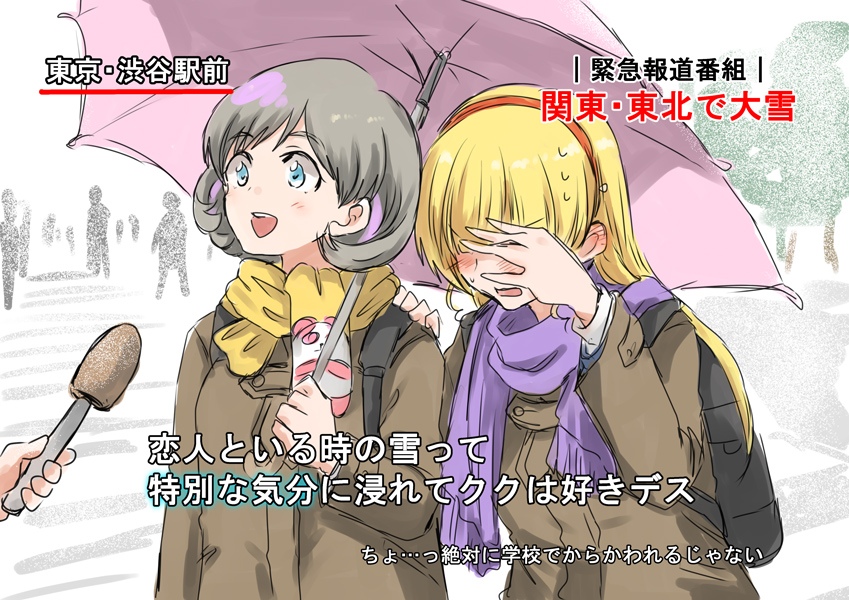 東京・渋谷駅前
|緊急報道番組|
関東・東北で大雪
恋人といる時の雪って
特別な気分に浸れてククは好きデス
ちょ…っ絶対に学校でからかわれるじゃない